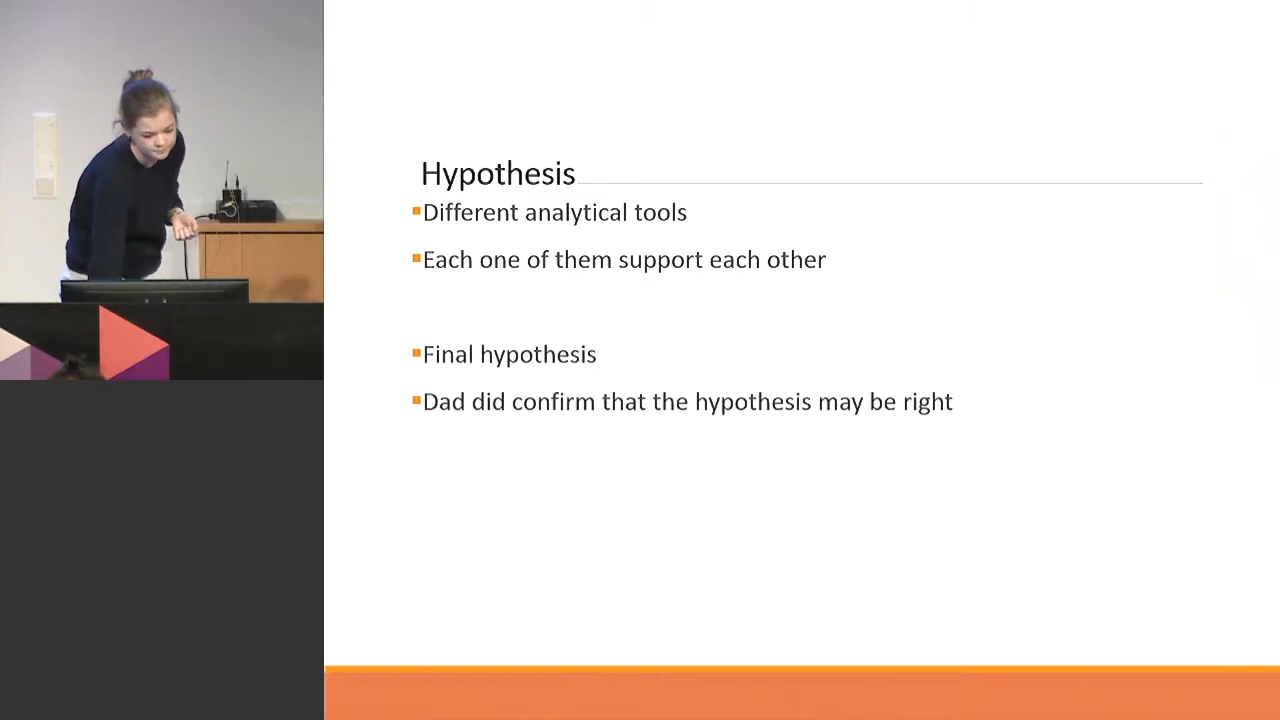 Hypothesis
Different analytical tools
Each one of them support each other
Final hypothesis
Dad did confirm that the hypothesis may be right